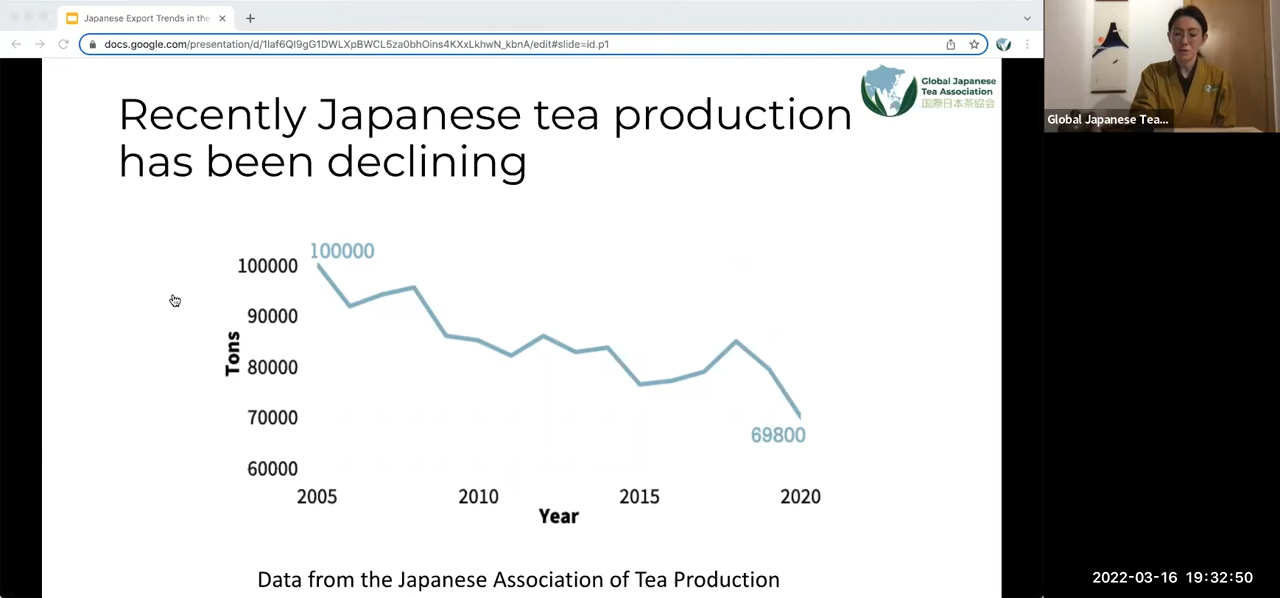 Japanese Export Trends in the
docs.google.com/presentation/d/1Iaf6QI9gG1DWLXpBWCL5za0bhOins4KXxLkhwN_kbnA/edit#slide=id.p1
Global Japanese
Tea Association
国際日本茶協会
Recently Japanese tea production
has been declining
Global Japanese Tea...
100000
100000
90000
80000
70000
60000
Tons
69800
2005
2010
2015
2020
Year
Data from the Japanese Association of Tea Production
2022-03-16 19:32:50